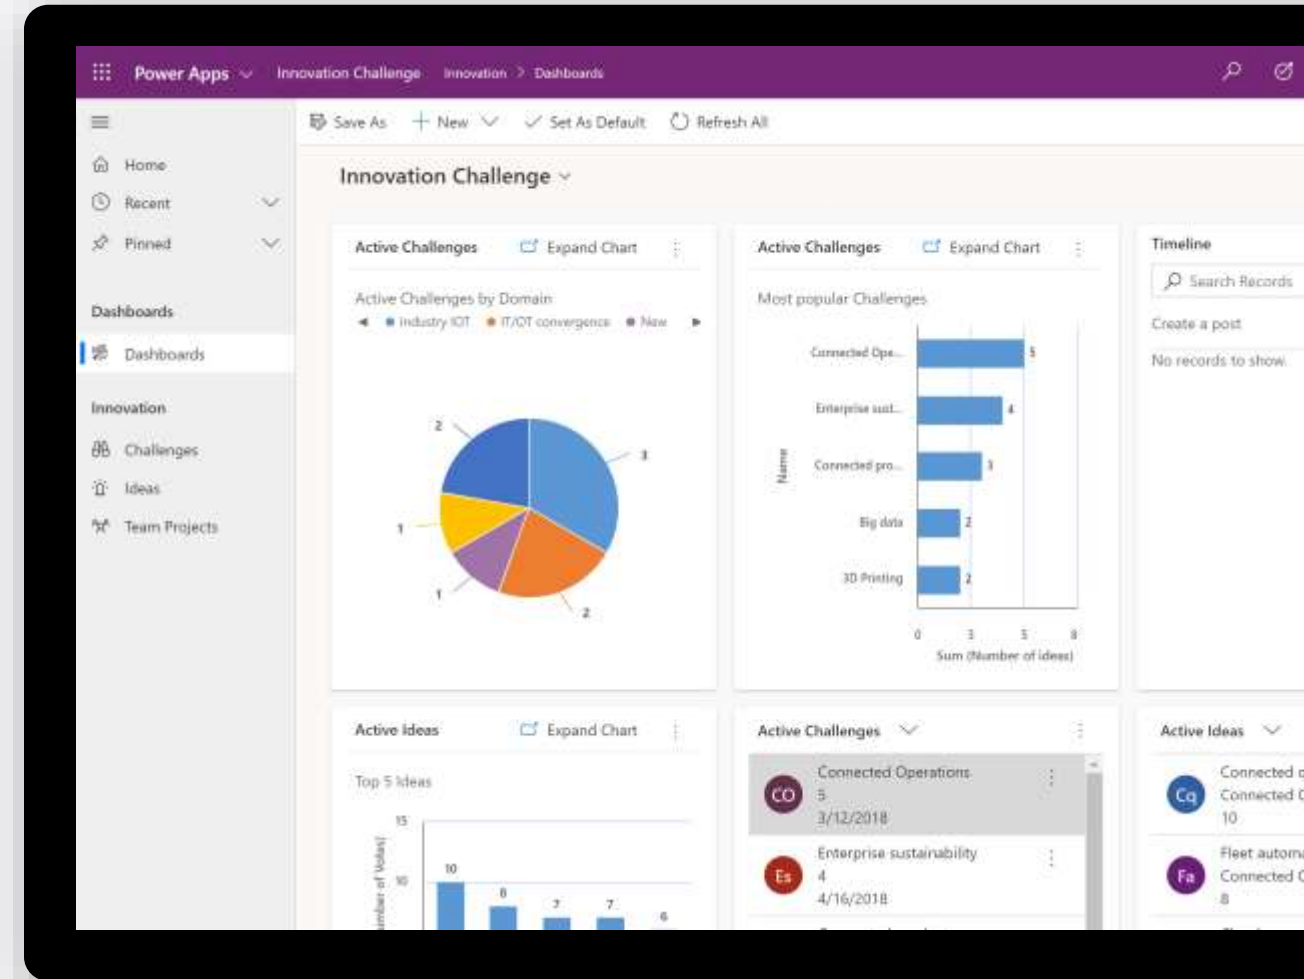 Power Apps Innovation Challenge Innovation > Dashboards
Save As New Set As Default Refresh All
Home
Recent
Pinned
Dashboards
Dashboards
Innovation
Challenges
Ideas
Team Projects
Innovation Challenge
Active Challenges Expand Chart
Active Challenges by Domain
Industry IOT IT/OT convergence New
2
3
1
1
2
Active Challenges Expand Chart
Most popular Challenges
Name
Connected Ope... 5
Enterprise sust... 4
Connected pro... 3
Big data 2
3D Printing 2
0 3 5 8
Sum (Number of ideas)
Timeline
Search Records
Create a post
No records to show.
Active Ideas Expand Chart
Top 5 Ideas
of Votes)
15
10
10
8
7
7
6
Active Challenges
CO
Connected Operations
5
3/12/2018
Es
Enterprise sustainability
4
4/16/2018
Active Ideas
Cq
Connected
Connected
10
Fa
Fleet
Connected
8